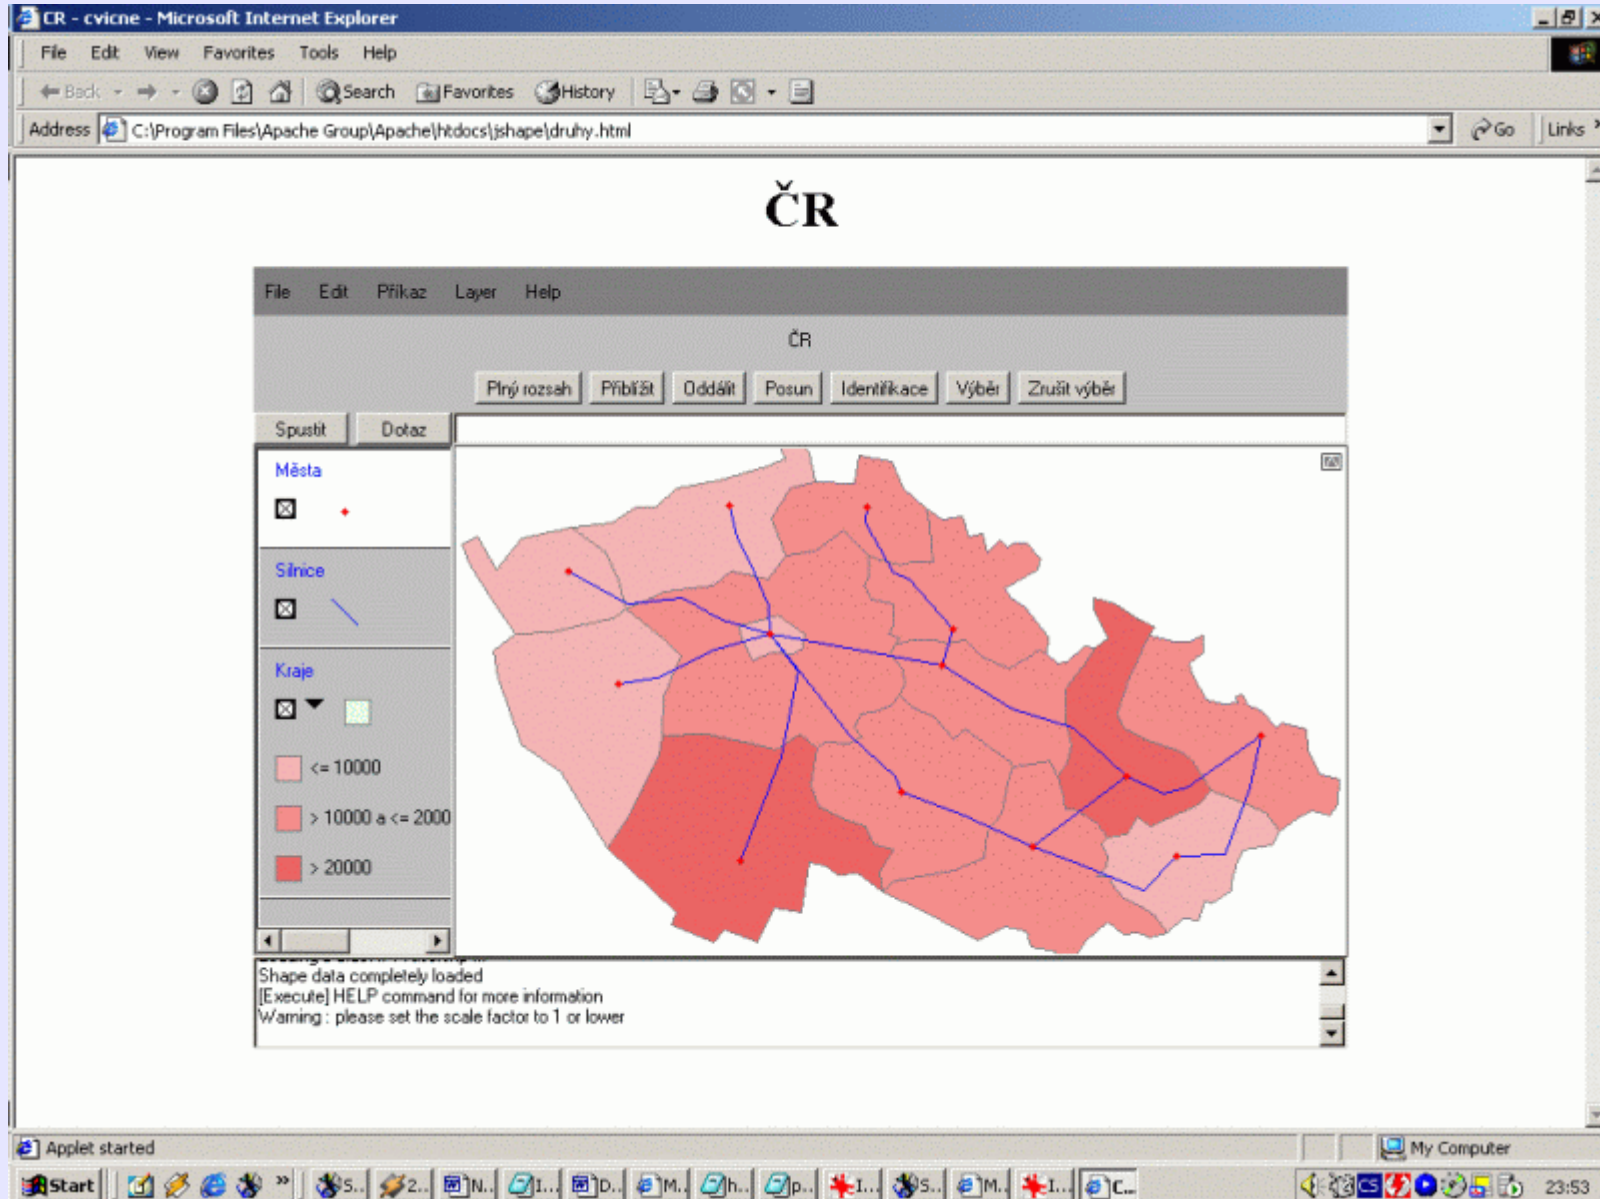 CR - cvicne - Microsoft Internet Explorer
File Edit View Favorites Tools Help
Back Search Favorites History
Address C:\Program Files\Apache Group\Apache\htdocs\jshape\druhy.html Go Links
ČR
File Edit Příkaz Layer Help
ČR
Plný rozsah Přiblížit Oddálit Posun Identifikace Výběr Zrušit výběr
Spustit Dotaz
Města
Silnice
Kraje
<= 10000
> 10000 a <= 2000
> 20000
Shape data completely loaded
[Execute] HELP command for more information
Warning : please set the scale factor to 1 or lower
Applet started My Computer
Start S.. 2.. N.. I... D.. M.. h.. p.. I... S.. M.. I... C... CS 23:53